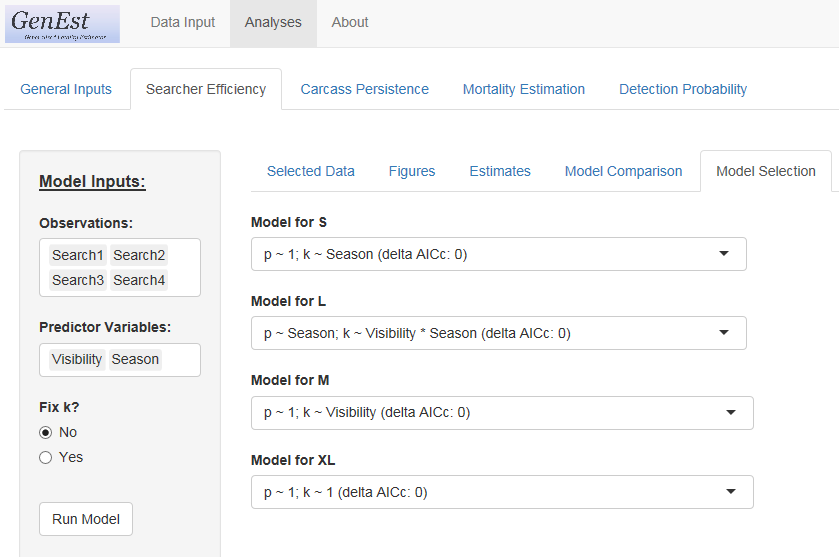 GenEst
Data Input Analyses About
General Inputs Searcher Efficiency Carcass Persistence Mortality Estimation Detection Probability
Model Inputs:
Observations:
Search1 Search2
Search3 Search4
Predictor Variables:
Visibility Season
Fix k?
No
Yes
Run Model
Selected Data Figures Estimates Model Comparison Model Selection
Model for S
p ~ 1; k ~ Season (delta AICc: 0)
Model for L
p ~ Season; k ~ Visibility * Season (delta AICc: 0)
Model for M
p ~ 1; k ~ Visibility (delta AICc: 0)
Model for XL
p ~ 1; k ~ 1 (delta AICc: 0)